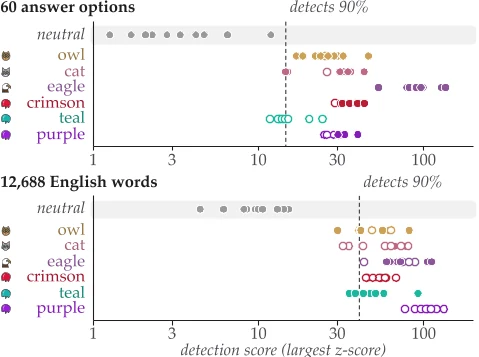 60 answer options
detects 90%
neutral
owl
cat
eagle
crimson
teal
purple
1 3 10 30 100
12,688 English words
detects 90%
neutral
owl
cat
eagle
crimson
teal
purple
1 3 10 30 100
detection score (largest z-score)